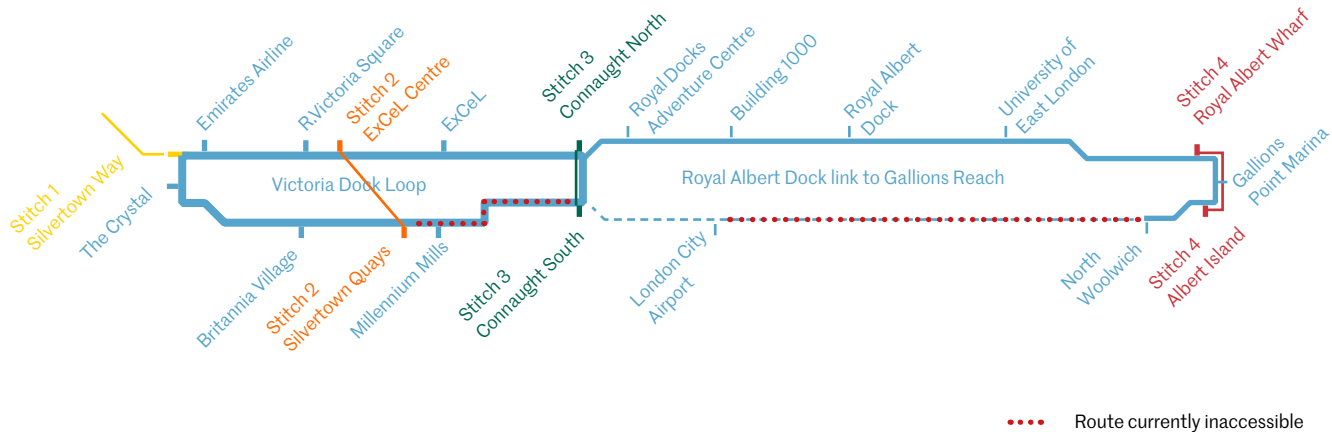 Emirates Airline
R.Victoria Square
Stitch 2
ExCeL Centre
ExCeL
Stitch 3
Connaught North
Royal Docks
Adventure Centre
Building 1000
Royal Albert
Dock
University of
East London
Stitch 4
Royal Albert Wharf
Stitch 1
Silvertown Way
The Crystal
Victoria Dock Loop
Royal Albert Dock link to Gallions Reach
Gallions
Point Marina
Britannia Village
Stitch 2
Silvertown Quays
Millennium Mills
Stitch 3
Connaught South
London City
Airport
North
Woolwich
Stitch 4
Albert Island
Route currently inaccessible